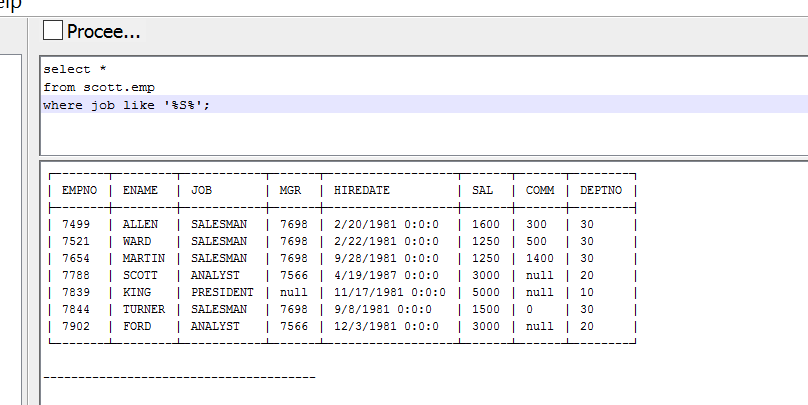 elp
Procee...
select *
from scott.emp
where job like '%S%';
EMPNO ENAME JOB MGR HIREDATE SAL COMM DEPTNO
7499 ALLEN SALESMAN 7698 2/20/1981 0:0:0 1600 300 30
7521 WARD SALESMAN 7698 2/22/1981 0:0:0 1250 500 30
7654 MARTIN SALESMAN 7698 9/28/1981 0:0:0 1250 1400 30
7788 SCOTT ANALYST 7566 4/19/1987 0:0:0 3000 null 20
7839 KING PRESIDENT null 11/17/1981 0:0:0 5000 null 10
7844 TURNER SALESMAN 7698 9/8/1981 0:0:0 1500 0 30
7902 FORD ANALYST 7566 12/3/1981 0:0:0 3000 null 20